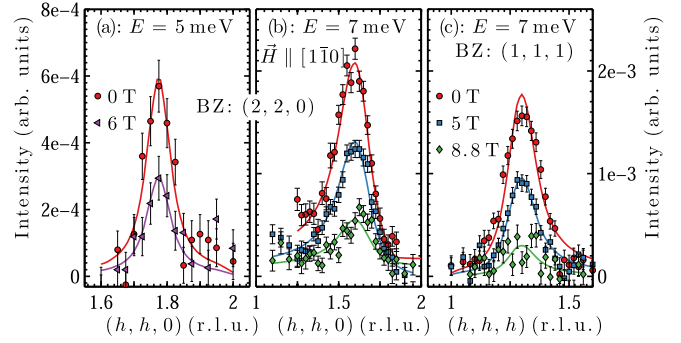 (a): E = 5 meV
(b): E = 7 meV
(c): E = 7 meV
H⃗ ∥ [11̄0]
BZ: (1, 1, 1)
BZ: (2, 2, 0)
0 T
6 T
0 T
5 T
8.8 T
Intensity (arb. units)
8e-4
6e-4
4e-4
2e-4
0
2e-3
1e-3
0e-3
Intensity (arb. units)
1.6 1.8 2 1 1.5 2 1 1.5
(h, h, 0) (r.l.u.) (h, h, 0) (r.l.u.) (h, h, h) (r.l.u.)